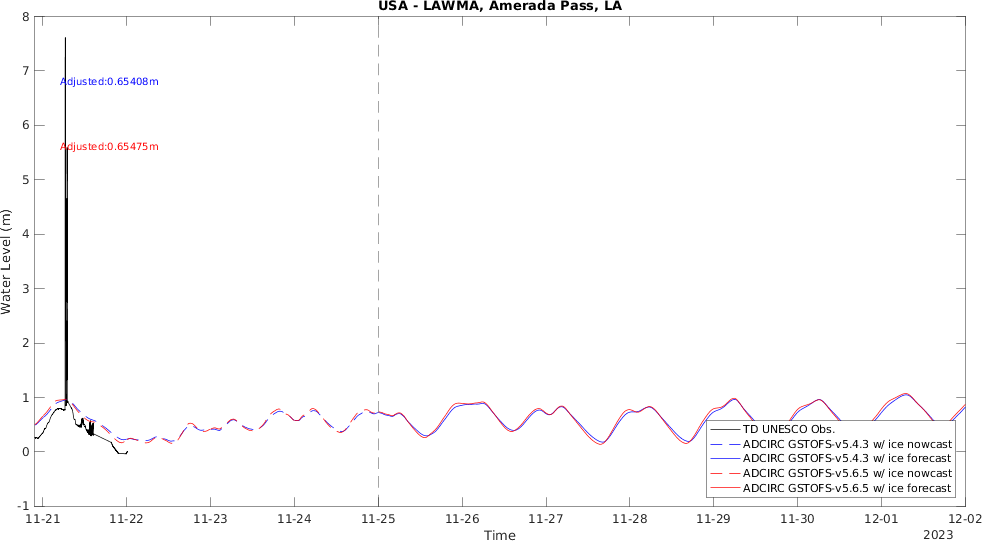 USA - LAWMA, Amerada Pass, LA
8
7
6
5
4
3
2
1
0
-1
Water Level (m)
Adjusted:0.65408m
Adjusted:0.65475m
TD UNESCO Obs.
ADCIRC GSTOFS-v5.4.3 w/ ice nowcast
ADCIRC GSTOFS-v5.4.3 w/ ice forecast
ADCIRC GSTOFS-v5.6.5 w/ ice nowcast
ADCIRC GSTOFS-v5.6.5 w/ ice forecast
11-21 11-22 11-23 11-24 11-25 11-26 11-27 11-28 11-29 11-30 12-01 12-02
Time
2023